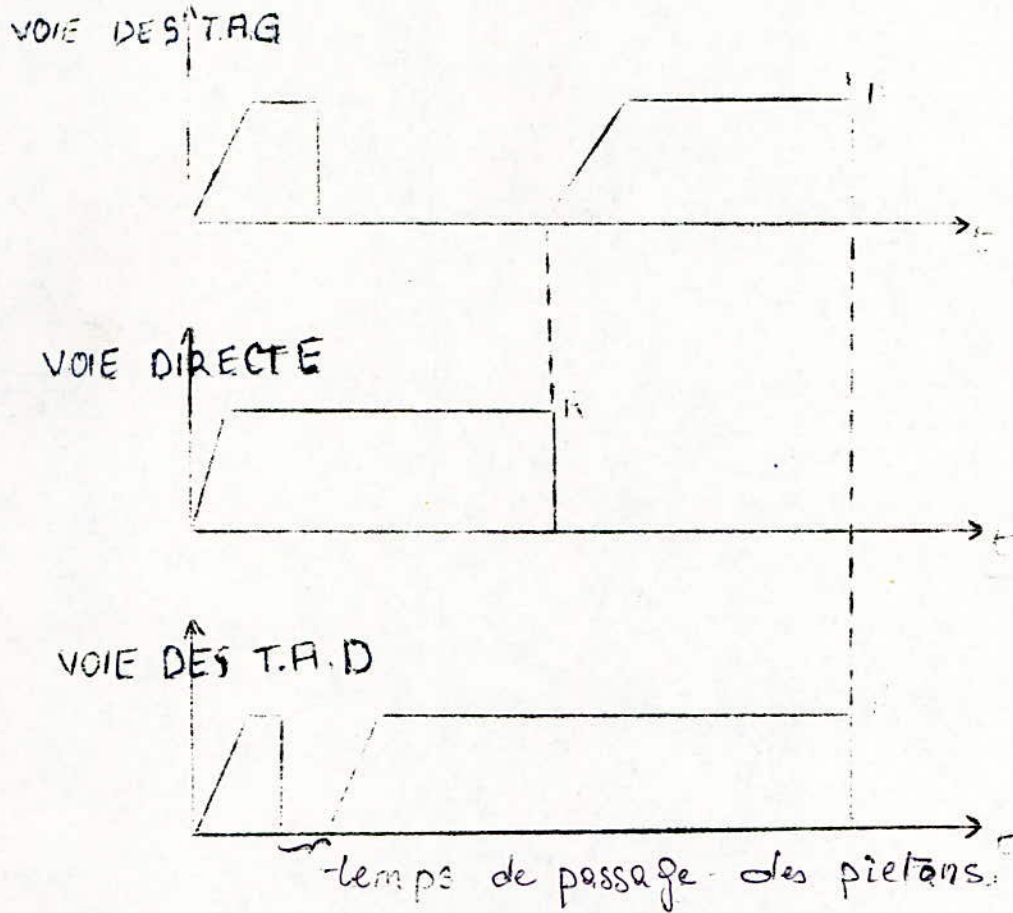 VOIE DES T.A.G
t
VOIE DIRECTE
R
t
VOIE DES T.A.D
temps de passage des pietons.